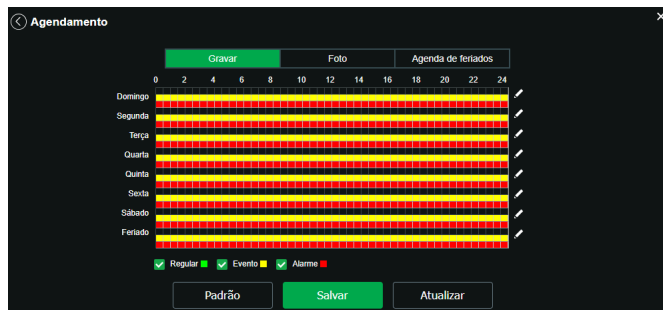 Agendamento
Gravar Foto Agenda de feriados
0 2 4 6 8 10 12 14 16 18 20 22 24
Domingo
Segunda
Terça
Quarta
Quinta
Sexta
Sábado
Feriado
Regular Evento Alarme
Padrão Salvar Atualizar